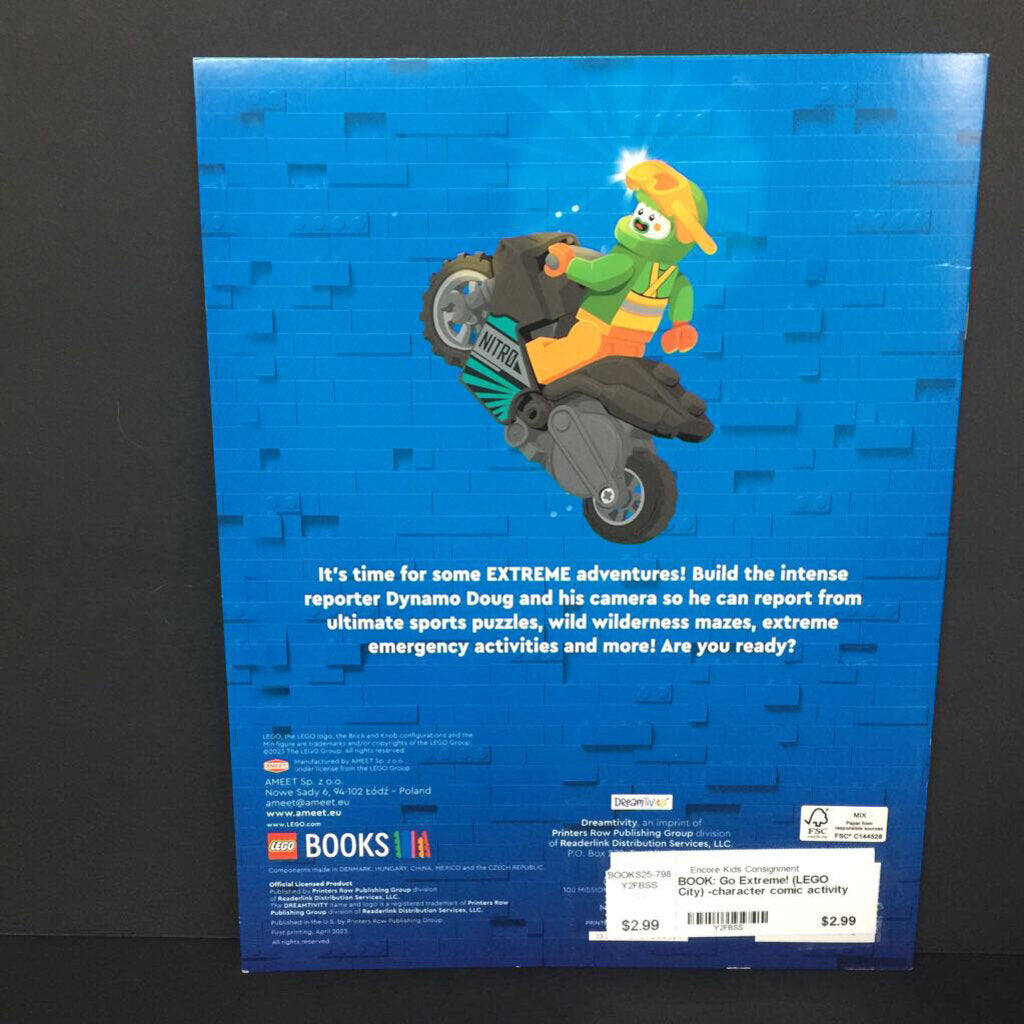 NITRO
It's time for some EXTREME adventures! Build the intense
reporter Dynamo Doug and his camera so he can report from
ultimate sports puzzles, wild wilderness mazes, extreme
emergency activities and more! Are you ready?
LEGO, the LEGO logo, the Brick and Knob configurations and the
Minifigure are trademarks and/or copyrights of the LEGO Group.
©2023 The LEGO Group. All rights reserved.
AMEET
Manufactured by AMEET Sp. z o.o.
under license from the LEGO Group.
AMEET Sp. z o.o.
Nowe Sady 6, 94-102 Łódź – Poland
ameet@ameet.eu
www.ameet.eu
www.LEGO.com
LEGO BOOKS
Components made in DENMARK, HUNGARY, CHINA, MEXICO and the CZECH REPUBLIC.
Official Licensed Product
Published by Printers Row Publishing Group division
of Readerlink Distribution Services, LLC.
The DREAMTIVITY name and logo is a registered trademark of Printers Row
Publishing Group division of Readerlink Distribution Services, LLC.
Published in the U.S. by Printers Row Publishing Group.
First printing, April 2023.
All rights reserved.
Dreamtivity
Dreamtivity, an imprint of
Printers Row Publishing Group division
of Readerlink Distribution Services, LLC
P.O. Box
100 MISSIO
PRINT
FSC
MIX
Paper from
responsible sources
FSC® C144528
BOOKS25-798
Y2FBSS
$2.99
Encore Kids Consignment
BOOK: Go Extreme! (LEGO
City) -character comic activity
Y2FBSS
$2.99